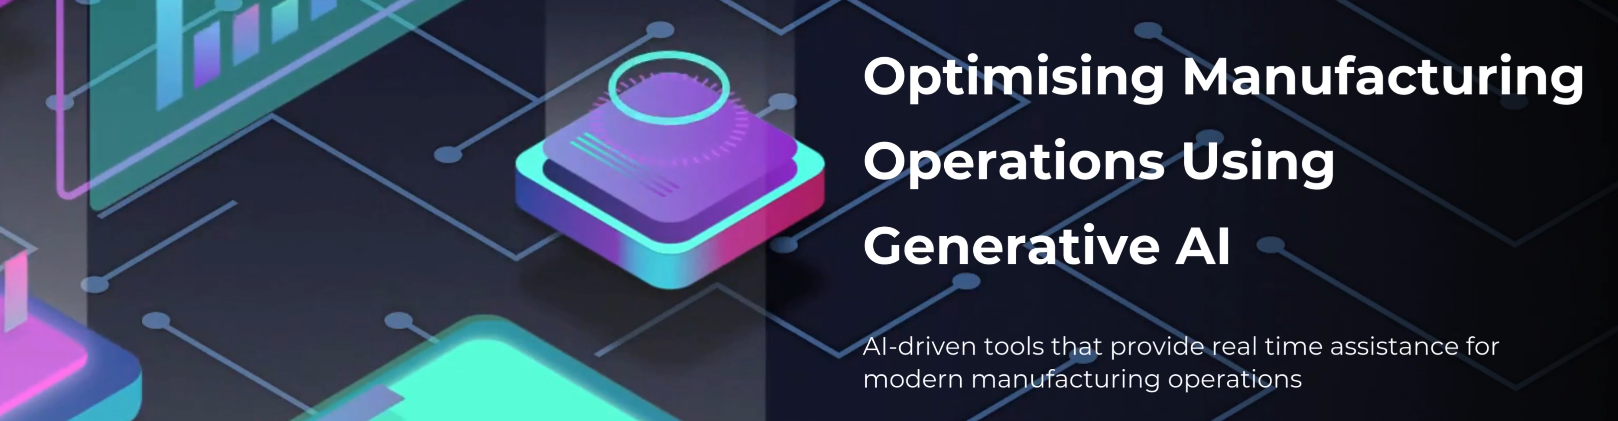 Optimising Manufacturing
Operations Using
Generative AI
AI-driven tools that provide real time assistance for
modern manufacturing operations